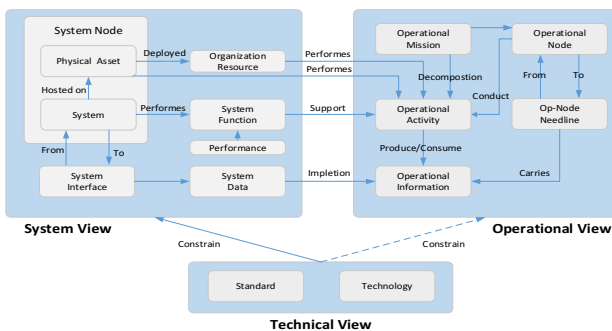 System Node
Physical Asset
Deployed
Organization
Resource
Performes
Performes
Hosted on
System
Performes
System
Function
Support
From
To
Performance
System
Interface
System
Data
Impletion
System View
Operational
Mission
Operational
Node
Decompostion
From
To
Conduct
Operational
Activity
Op-Node
Needline
Produce/Consume
Operational
Information
Carries
Operational View
Constrain
Constrain
Standard
Technology
Technical View